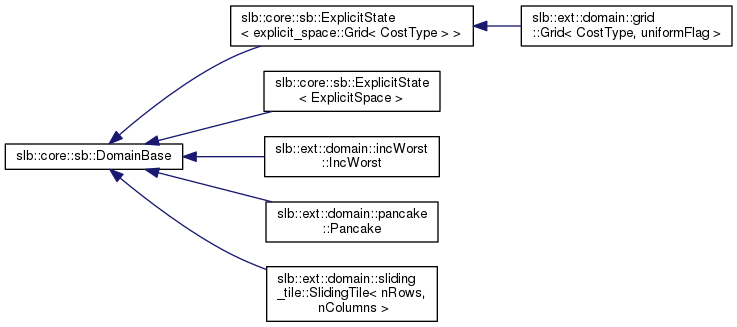 slb::core::sb::ExplicitState
< explicit_space::Grid< CostType > >
slb::ext::domain::grid
::Grid< CostType, uniformFlag >
slb::core::sb::ExplicitState
< ExplicitSpace >
slb::core::sb::DomainBase
slb::ext::domain::incWorst
::IncWorst
slb::ext::domain::pancake
::Pancake
slb::ext::domain::sliding
_tile::SlidingTile< nRows,
nColumns >